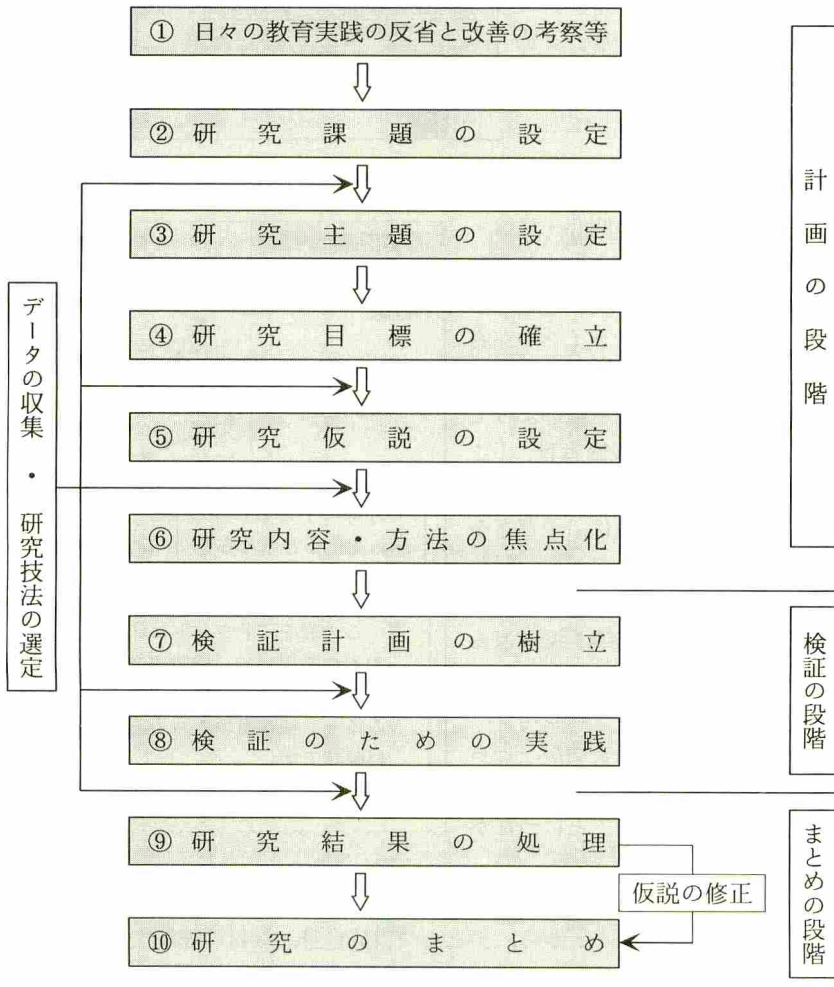 ① 日々の教育実践の反省と改善の考察等
② 研究課題の設定
③ 研究主題の設定
④ 研究目標の確立
⑤ 研究仮説の設定
⑥ 研究内容・方法の焦点化
⑦ 検証計画の樹立
⑧ 検証のための実践
⑨ 研究結果の処理
仮説の修正
⑩ 研究のまとめ
データの収集・研究技法の選定
計画の段階
検証の段階
まとめの段階